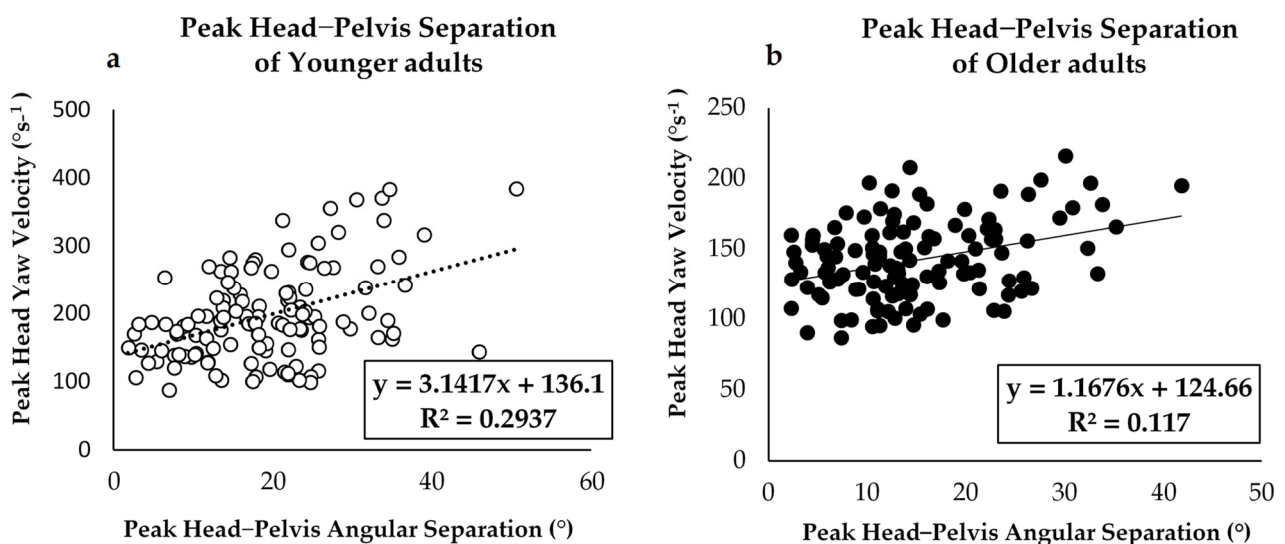 Peak Head−Pelvis Separation
of Younger adults
a
Peak Head Yaw Velocity (°s-1 )
500
400
300
200
100
0
0
20
40
60
y = 3.1417x + 136.1
R² = 0.2937
Peak Head−Pelvis Angular Separation (°)
Peak Head−Pelvis Separation
of Older adults
b
Peak Head Yaw Velocity (°s-1)
250
200
150
100
50
0
0
10
20
30
40
50
y = 1.1676x + 124.66
R² = 0.117
Peak Head−Pelvis Angular Separation (°)